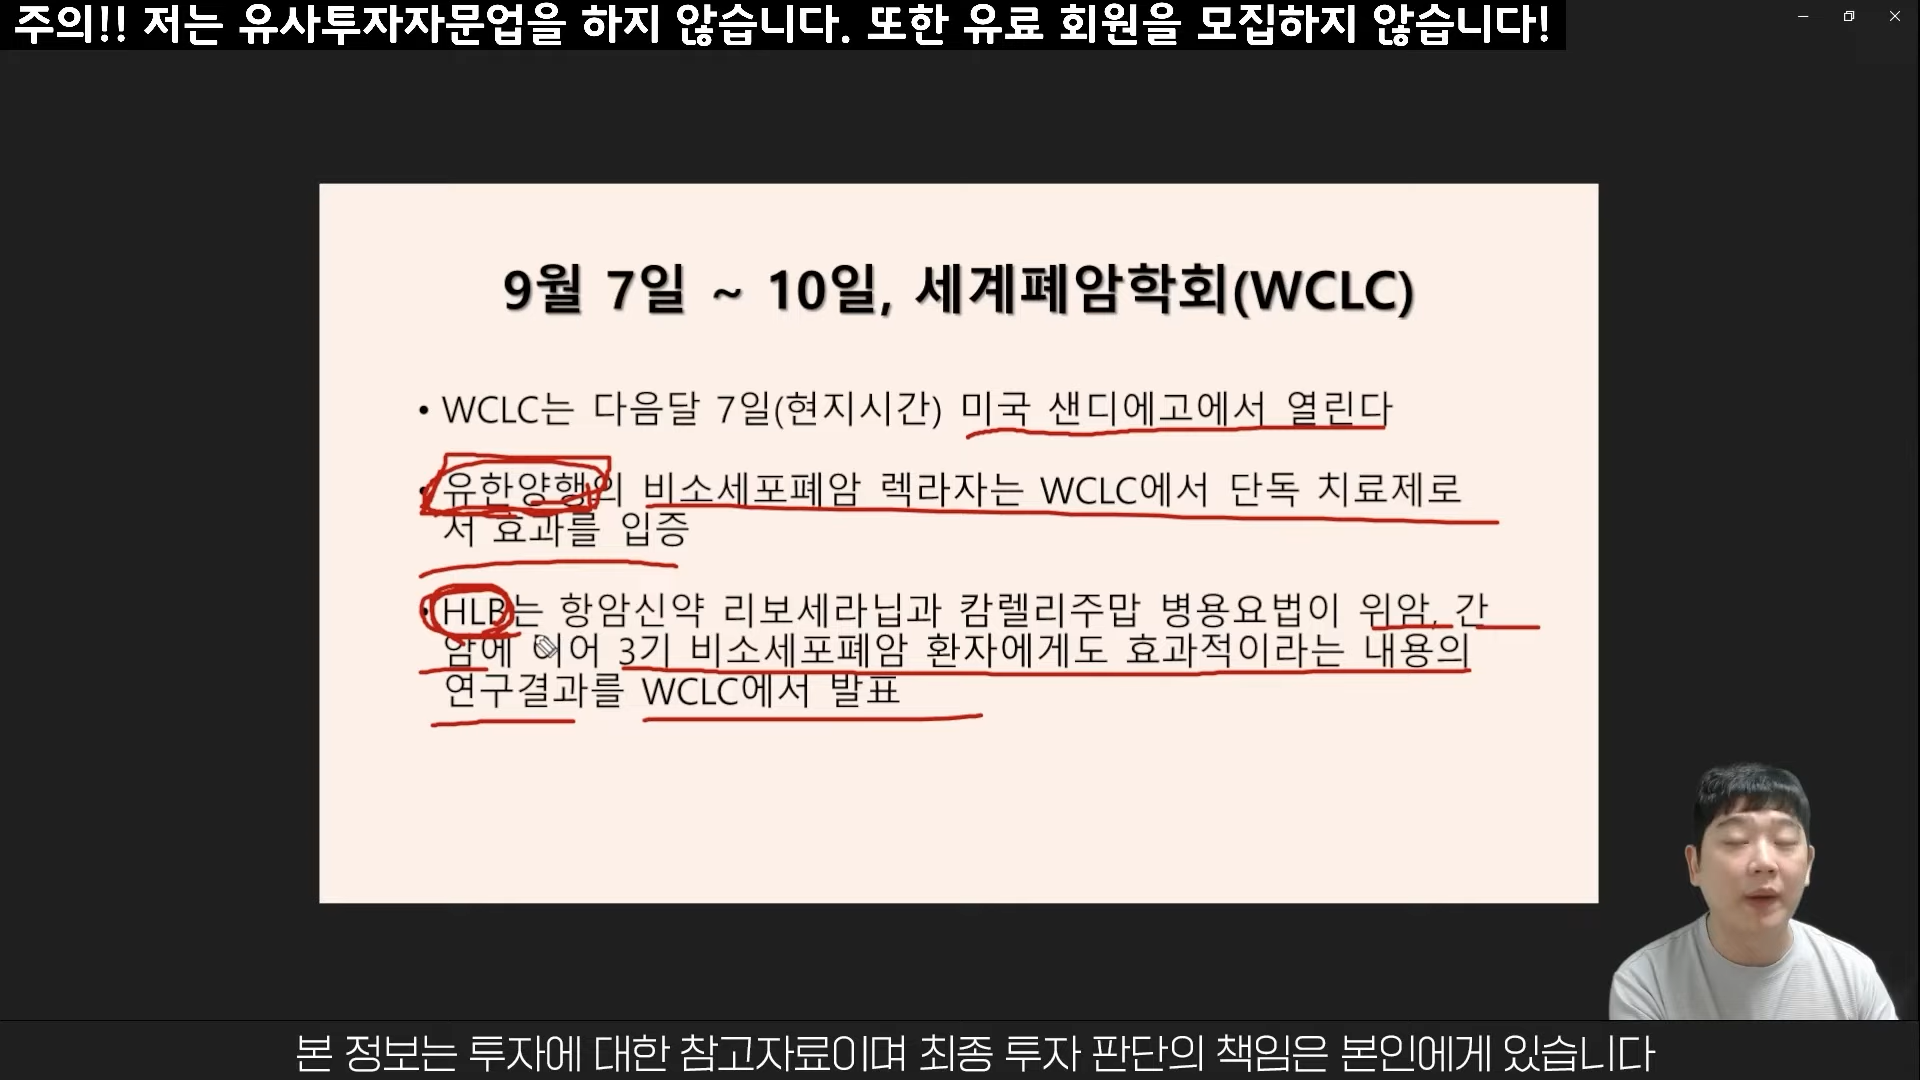 주의!! 저는 유사투자자문업을 하지 않습니다. 또한 유료 회원을 모집하지 않습니다!
9월 7일 ~ 10일, 세계폐암학회(WCLC)
• WCLC는 다음달 7일(현지시간) 미국 샌디에고에서 열린다
• 유한양행의 비소세포폐암 렉라자는 WCLC에서 단독 치료제로
서 효과를 입증
• HLB는 항암신약 리보세라닙과 캄렐리주맙 병용요법이 위암, 간
암에 이어 3기 비소세포폐암 환자에게도 효과적이라는 내용의
연구결과를 WCLC에서 발표
본 정보는 투자에 대한 참고자료이며 최종 투자 판단의 책임은 본인에게 있습니다